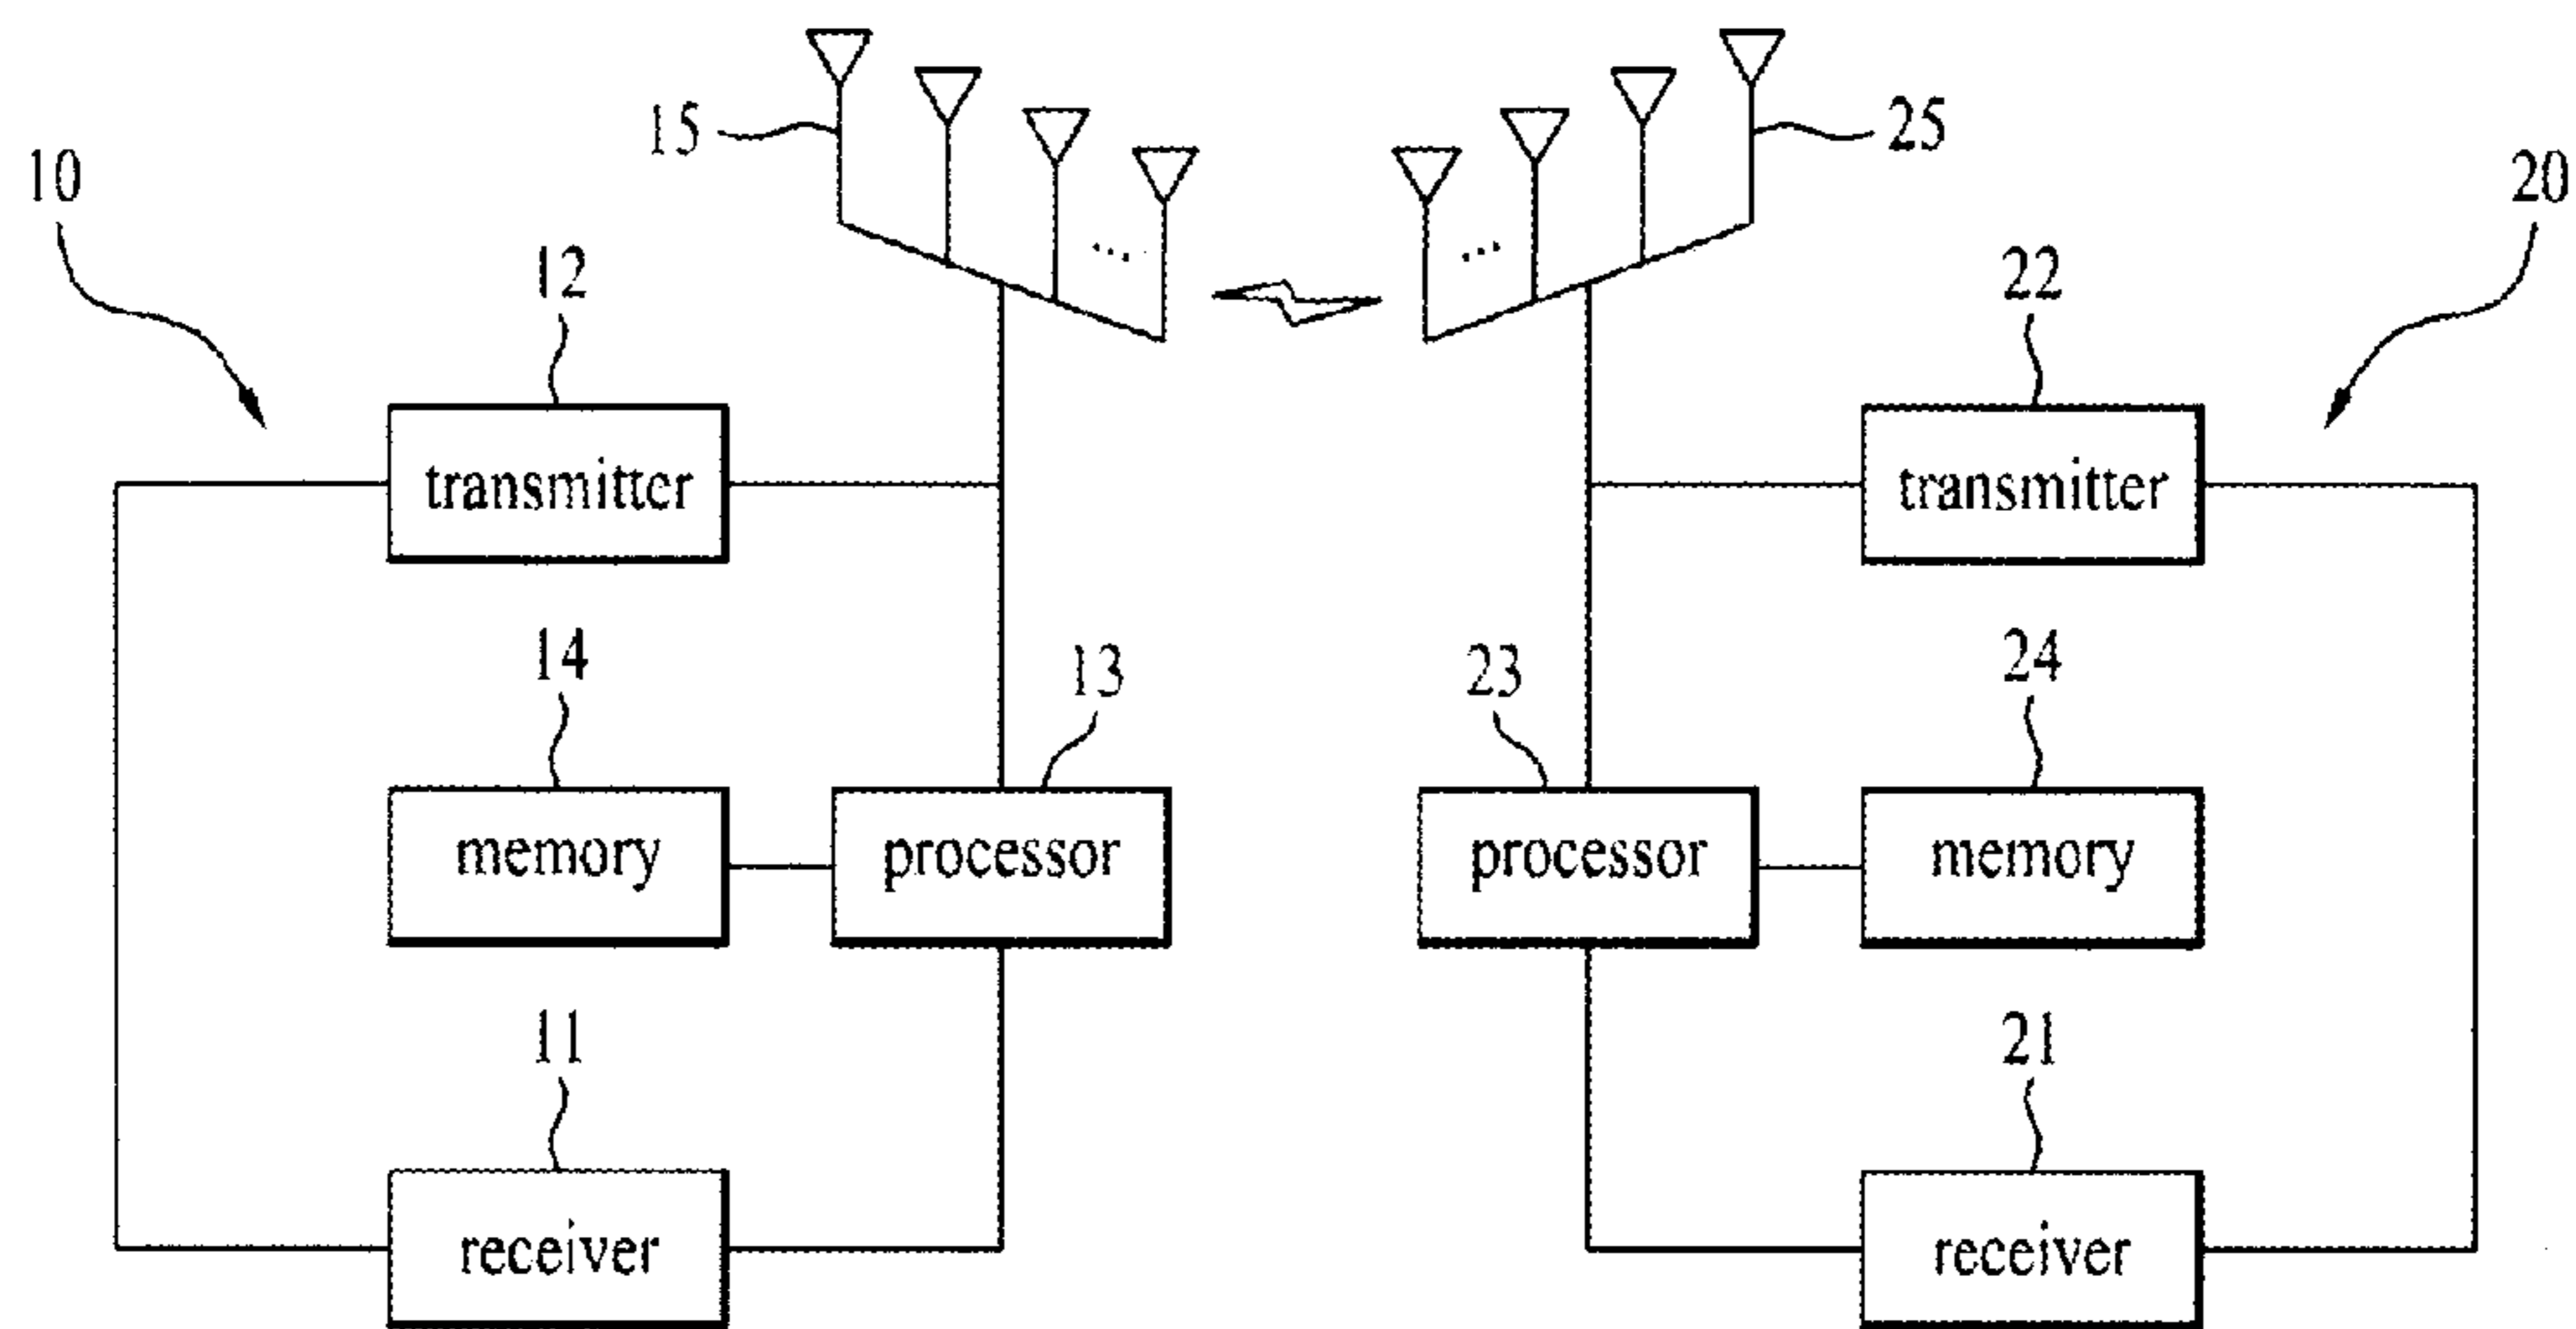 15
25
10
20
12
22
transmitter
transmitter
14
13
23
24
memory
processor
processor
memory
11
21
receiver
receiver